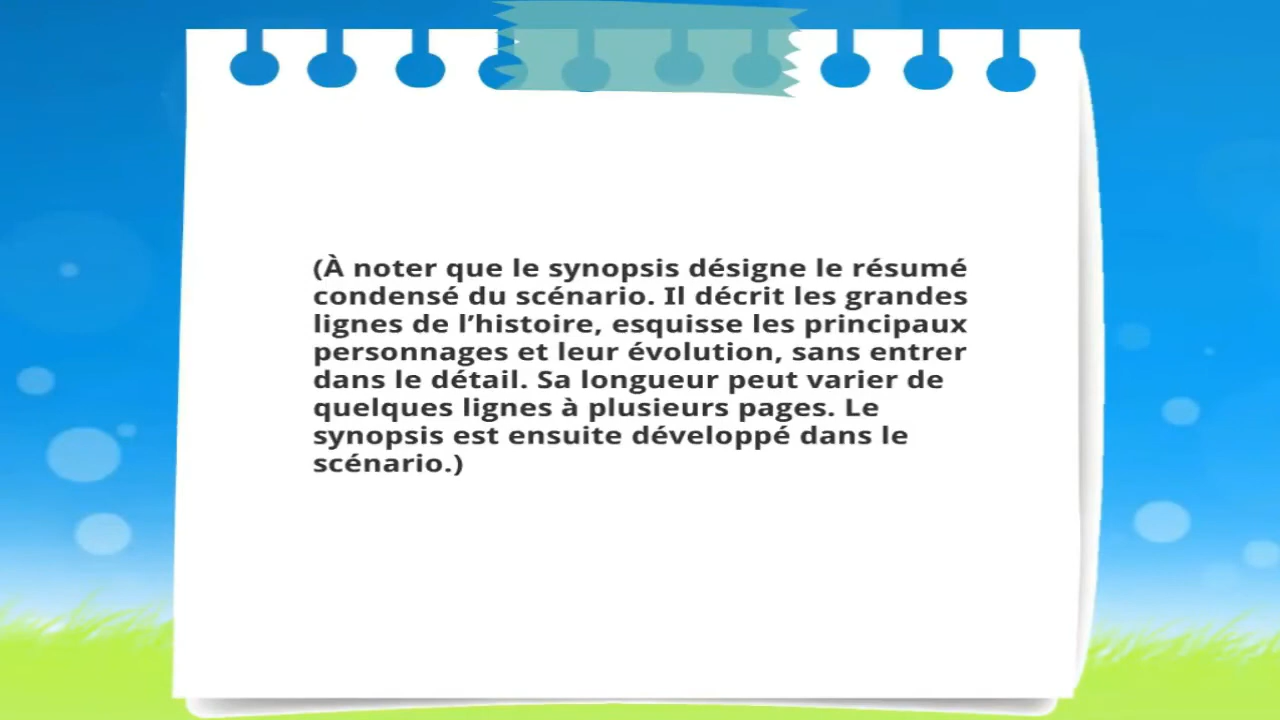 (À noter que le synopsis désigne le résumé
condensé du scénario. Il décrit les grandes
lignes de l’histoire, esquisse les principaux
personnages et leur évolution, sans entrer
dans le détail. Sa longueur peut varier de
quelques lignes à plusieurs pages. Le
synopsis est ensuite développé dans le
scénario.)